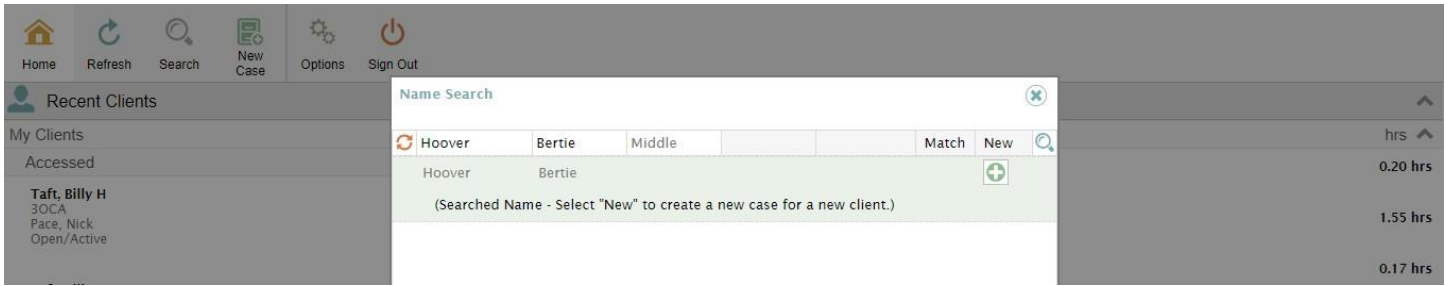 Home Refresh Search New Case Options Sign Out
Recent Clients
My Clients hrs
Accessed 0.20 hrs
Taft, Billy H
3OCA
Pace, Nick 1.55 hrs
Open/Active
0.17 hrs
Name Search
Hoover Bertie Middle Match New
Hoover Bertie
(Searched Name - Select "New" to create a new case for a new client.)